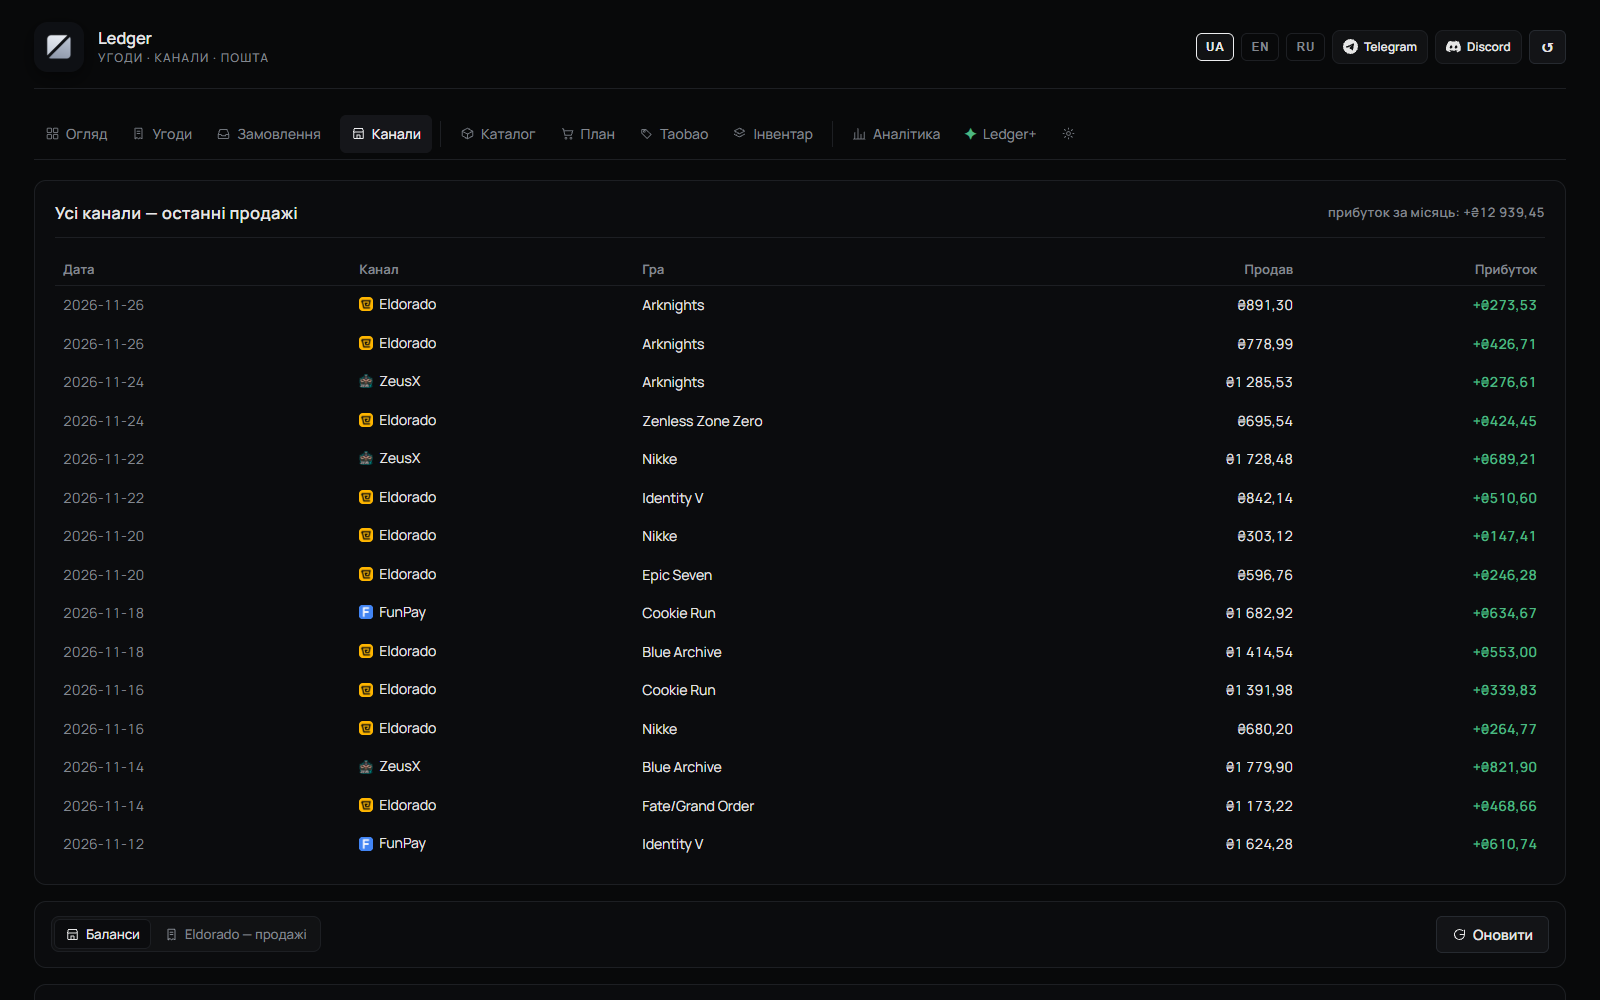 Ledger
УГОДИ · КАНАЛИ · ПОШТА
UA EN RU Telegram Discord
Огляд Угоди Замовлення Канали Каталог План Taobao Інвентар Аналітика Ledger+
Усі канали — останні продажі
прибуток за місяць: +₴12 939,45
Дата Канал Гра Продав Прибуток
2026-11-26 Eldorado Arknights ₴891,30 +₴273,53
2026-11-26 Eldorado Arknights ₴778,99 +₴426,71
2026-11-24 ZeusX Arknights ₴1 285,53 +₴276,61
2026-11-24 Eldorado Zenless Zone Zero ₴695,54 +₴424,45
2026-11-22 ZeusX Nikke ₴1 728,48 +₴689,21
2026-11-22 Eldorado Identity V ₴842,14 +₴510,60
2026-11-20 Eldorado Nikke ₴303,12 +₴147,41
2026-11-20 Eldorado Epic Seven ₴596,76 +₴246,28
2026-11-18 FunPay Cookie Run ₴1 682,92 +₴634,67
2026-11-18 Eldorado Blue Archive ₴1 414,54 +₴553,00
2026-11-16 Eldorado Cookie Run ₴1 391,98 +₴339,83
2026-11-16 Eldorado Nikke ₴680,20 +₴264,77
2026-11-14 ZeusX Blue Archive ₴1 779,90 +₴821,90
2026-11-14 Eldorado Fate/Grand Order ₴1 173,22 +₴468,66
2026-11-12 FunPay Identity V ₴1 624,28 +₴610,74
Баланси Eldorado — продажі Оновити